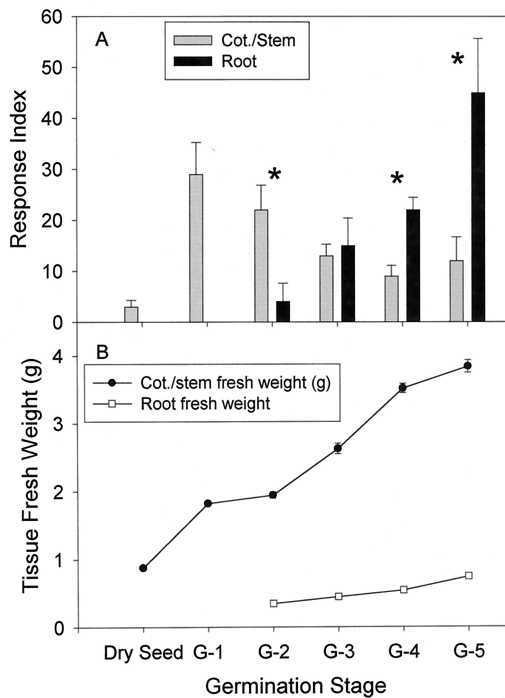 A
Cot./Stem
Root
*
*
*
Response Index
60
50
40
30
20
10
0
B
Cot./stem fresh weight (g)
Root fresh weight
Tissue Fresh Weight (g)
4
3
2
1
0
Dry Seed G-1 G-2 G-3 G-4 G-5
Germination Stage